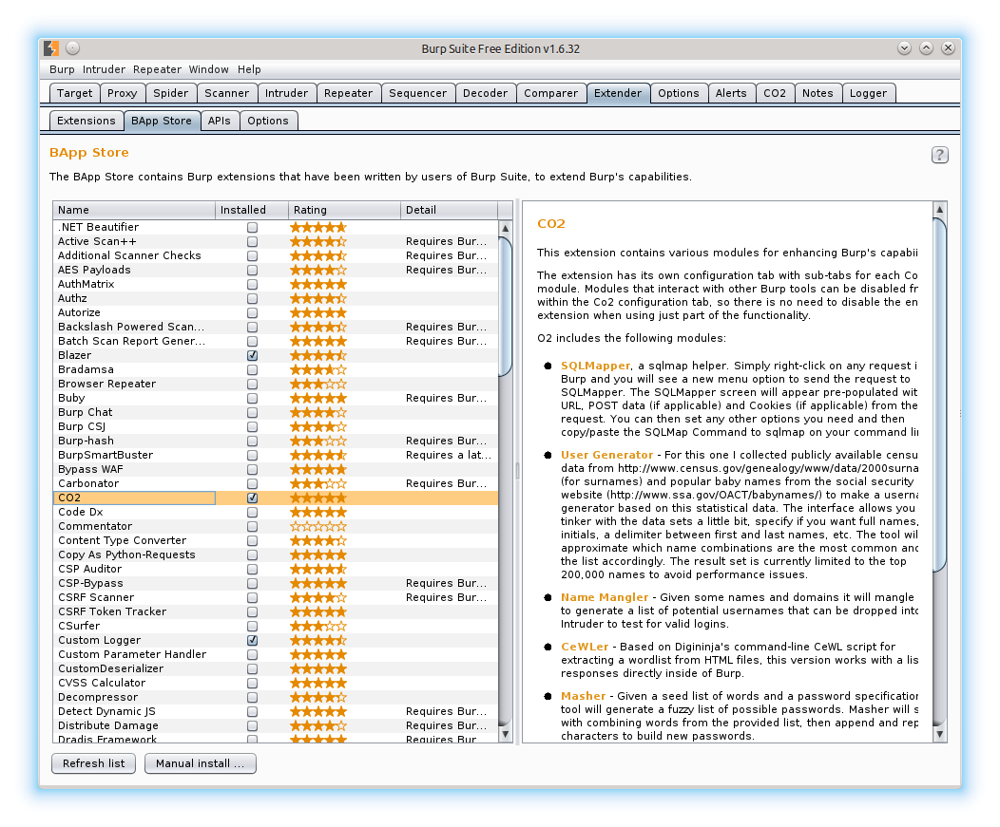 Burp Suite Free Edition v1.6.32
Burp Intruder Repeater Window Help
Target Proxy Spider Scanner Intruder Repeater Sequencer Decoder Comparer Extender Options Alerts CO2 Notes Logger
Extensions BApp Store APIs Options
BApp Store
?
The BApp Store contains Burp extensions that have been written by users of Burp Suite, to extend Burp's capabilities.
Name Installed Rating Detail
.NET Beautifier
Active Scan++ Requires Bur...
Additional Scanner Checks Requires Bur...
AES Payloads Requires Bur...
AuthMatrix
Authz
Autorize
Backslash Powered Scan... Requires Bur...
Batch Scan Report Gener... Requires Bur...
Blazer
Bradamsa
Browser Repeater
Buby Requires Bur...
Burp Chat
Burp CSJ
Burp-hash Requires Bur...
BurpSmartBuster Requires a lat...
Bypass WAF
Carbonator Requires Bur...
CO2
Code Dx
Commentator
Content Type Converter
Copy As Python-Requests
CSP Auditor
CSP-Bypass Requires Bur...
CSRF Scanner Requires Bur...
CSRF Token Tracker
CSurfer
Custom Logger
Custom Parameter Handler
CustomDeserializer
CVSS Calculator
Decompressor
Detect Dynamic JS Requires Bur...
Distribute Damage Requires Bur...
Dradis Framework Requires Bur
CO2
This extension contains various modules for enhancing Burp's capabili
The extension has its own configuration tab with sub-tabs for each Co
module. Modules that interact with other Burp tools can be disabled fr
within the Co2 configuration tab, so there is no need to disable the en
extension when using just part of the functionality.
O2 includes the following modules:
SQLMapper, a sqlmap helper. Simply right-click on any request i
Burp and you will see a new menu option to send the request to
SQLMapper. The SQLMapper screen will appear pre-populated wit
URL, POST data (if applicable) and Cookies (if applicable) from the
request. You can then set any other options you need and then
copy/paste the SQLMap Command to sqlmap on your command li
User Generator - For this one I collected publicly available censu
data from http://www.census.gov/genealogy/www/data/2000surna
(for surnames) and popular baby names from the social security
website (http://www.ssa.gov/OACT/babynames/) to make a userna
generator based on this statistical data. The interface allows you
tinker with the data sets a little bit, specify if you want full names,
initials, a delimiter between first and last names, etc. The tool wil
approximate which name combinations are the most common and
the list accordingly. The result set is currently limited to the top
200,000 names to avoid performance issues.
Name Mangler - Given some names and domains it will mangle
to generate a list of potential usernames that can be dropped into
Intruder to test for valid logins.
CeWLer - Based on Digininja's command-line CeWL script for
extracting a wordlist from HTML files, this version works with a lis
responses directly inside of Burp.
Masher - Given a seed list of words and a password specification
tool will generate a fuzzy list of possible passwords. Masher will s
with combining words from the provided list, then append and rep
characters to build new passwords.
Refresh list Manual install ...